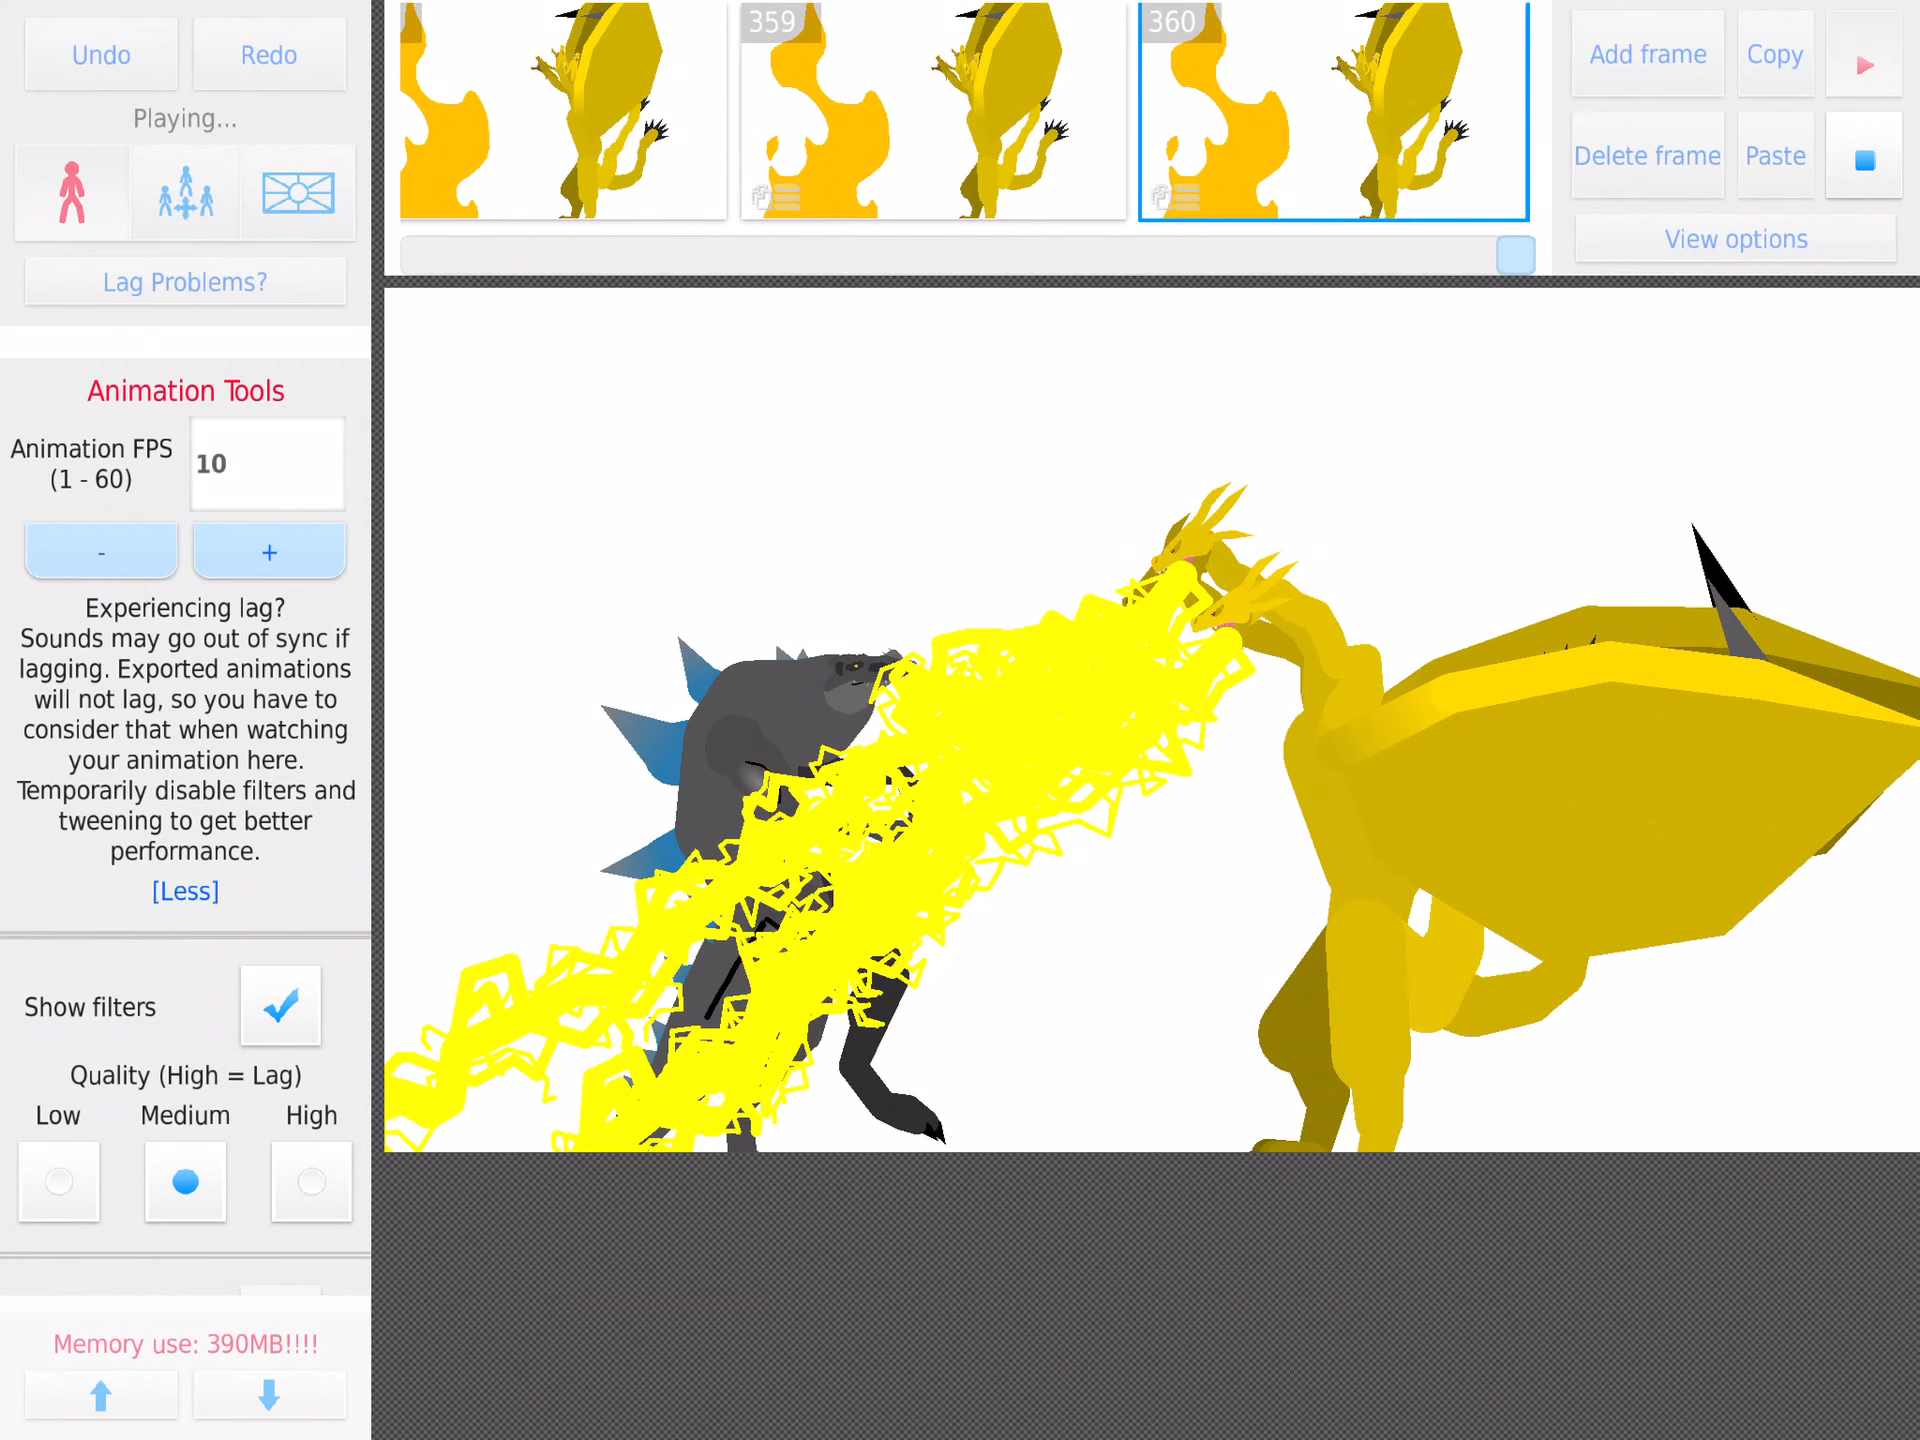 Undo
Redo
Playing...
Lag Problems?
359
360
Add frame
Copy
Delete frame
Paste
View options
Animation Tools
Animation FPS
(1 - 60)
10
-
+
Experiencing lag?
Sounds may go out of sync if
lagging. Exported animations
will not lag, so you have to
consider that when watching
your animation here.
Temporarily disable filters and
tweening to get better
performance.
[Less]
Show filters
Quality (High = Lag)
Low
Medium
High
Memory use: 390MB!!!!